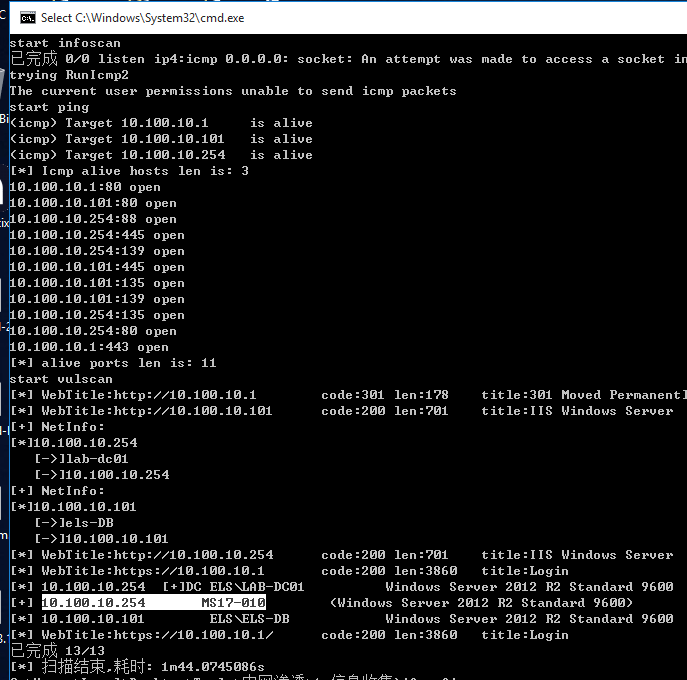 Select C:\Windows\System32\cmd.exe
start infoscan
已完成 0/0 listen ip4:icmp 0.0.0.0: socket: An attempt was made to access a socket in
trying RunIcmp2
The current user permissions unable to send icmp packets
start ping
(icmp) Target 10.100.10.1     is alive
(icmp) Target 10.100.10.101   is alive
(icmp) Target 10.100.10.254   is alive
[*] Icmp alive hosts len is: 3
10.100.10.1:80 open
10.100.10.101:80 open
10.100.10.254:88 open
10.100.10.254:445 open
10.100.10.254:139 open
10.100.10.101:445 open
10.100.10.101:135 open
10.100.10.101:139 open
10.100.10.254:135 open
10.100.10.254:80 open
10.100.10.1:443 open
[*] alive ports len is: 11
start vulscan
[*] WebTitle:http://10.100.10.1        code:301 len:178    title:301 Moved Permanentl
[*] WebTitle:http://10.100.10.101      code:200 len:701    title:IIS Windows Server
[+] NetInfo:
[*]10.100.10.254
[->]lab-dc01
[->]10.100.10.254
[+] NetInfo:
[*]10.100.10.101
[->]els-DB
[->]10.100.10.101
[*] WebTitle:http://10.100.10.254      code:200 len:701    title:IIS Windows Server
[*] WebTitle:https://10.100.10.1       code:200 len:3860   title:Login
[*] 10.100.10.254  [+]DC ELS\LAB-DC01          Windows Server 2012 R2 Standard 9600
[+] 10.100.10.254       MS17-010        (Windows Server 2012 R2 Standard 9600)
[*] 10.100.10.101        ELS\ELS-DB            Windows Server 2012 R2 Standard 9600
[*] WebTitle:https://10.100.10.1/      code:200 len:3860   title:Login
已完成 13/13
[*] 扫描结束,耗时: 1m44.0745086s